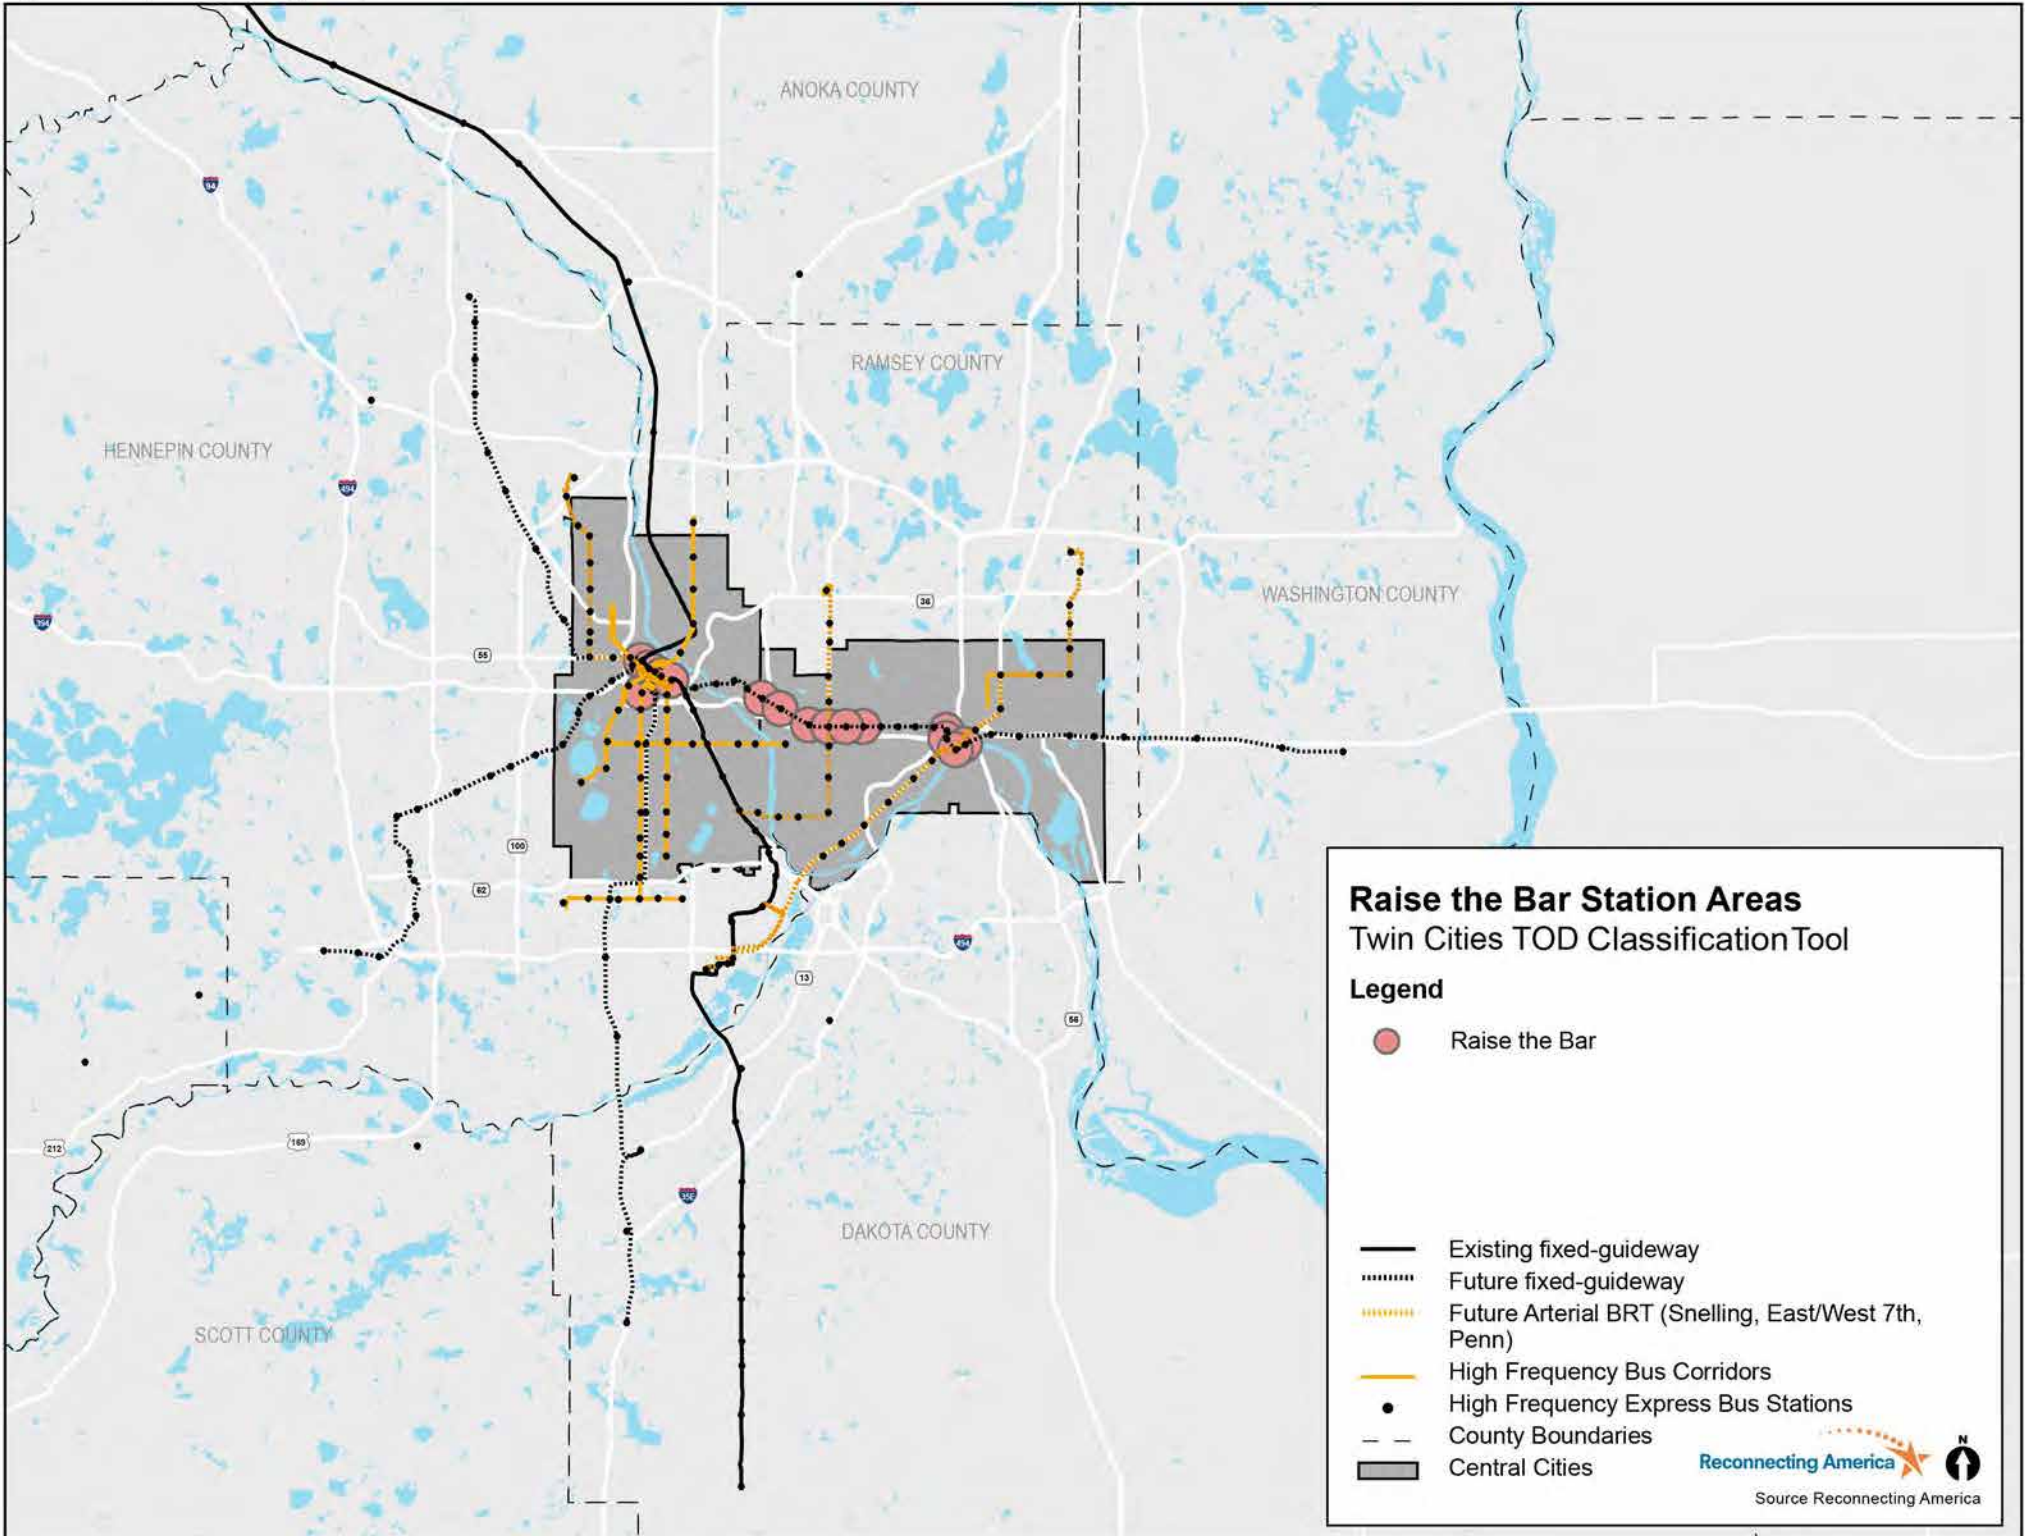 ANOKA COUNTY
94
RAMSEY COUNTY
HENNEPIN COUNTY
494
36
WASHINGTON COUNTY
394
55
100
62
494
13
56
212
169
35E
DAKOTA COUNTY
SCOTT COUNTY
Raise the Bar Station Areas
Twin Cities TOD Classification Tool
Legend
Raise the Bar
Existing fixed-guideway
Future fixed-guideway
Future Arterial BRT (Snelling, East/West 7th,
Penn)
High Frequency Bus Corridors
High Frequency Express Bus Stations
County Boundaries
Central Cities
Reconnecting America
N
Source Reconnecting America